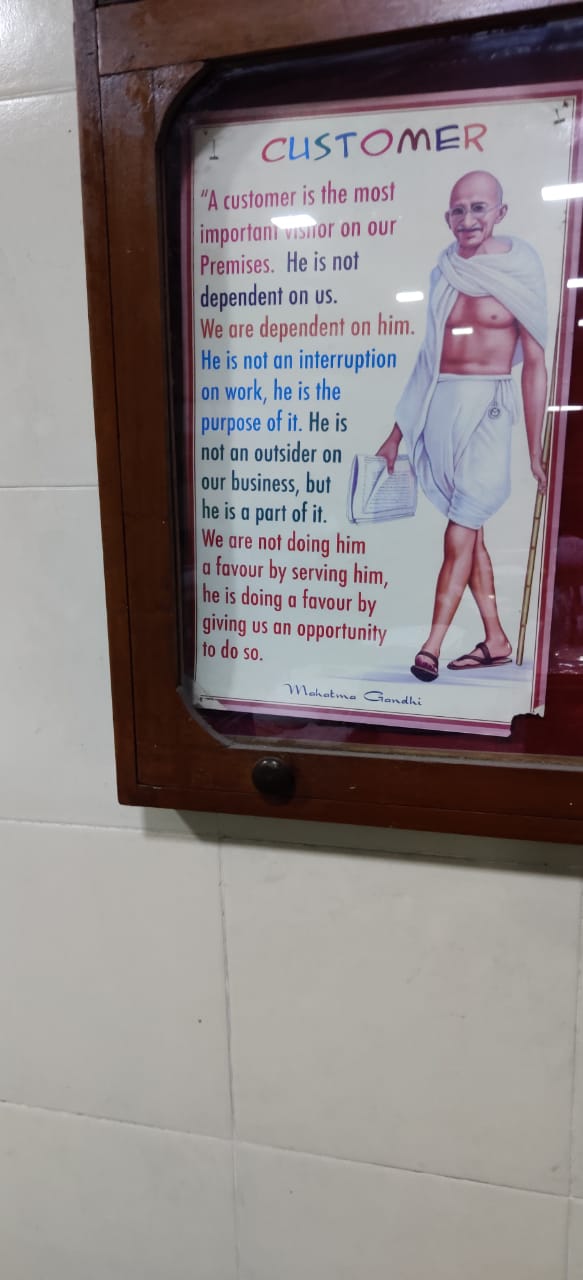 CUSTOMER
"A customer is the most
important visitor on our
Premises. He is not
dependent on us.
We are dependent on him.
He is not an interruption
on work, he is the
purpose of it. He is
not an outsider on
our business, but
he is a part of it.
We are not doing him
a favour by serving him,
he is doing a favour by
giving us an opportunity
to do so.
Mahatma Gandhi